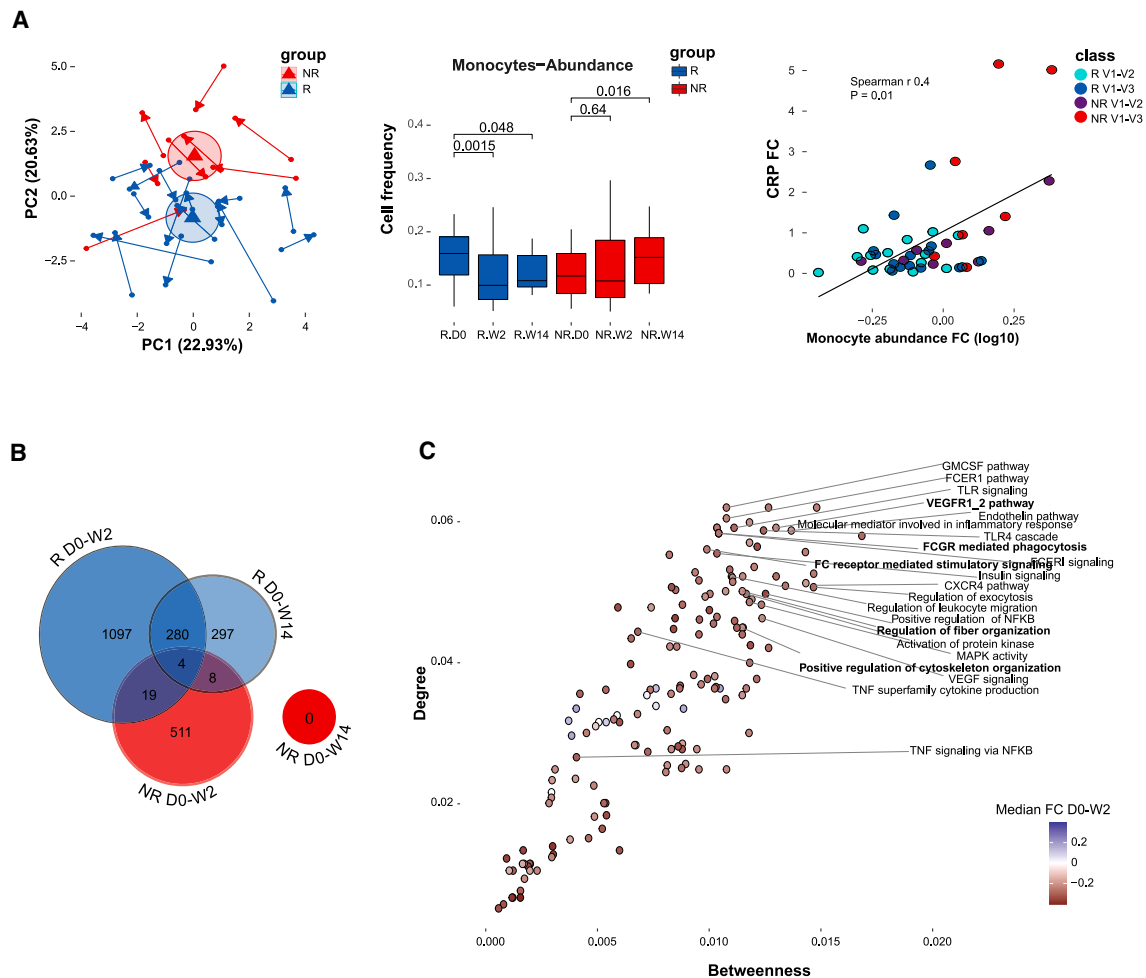 A
group
NR
R
PC2 (20.63%)
5.0
2.5
0.0
−2.5
−4
−2
0
2
4
PC1 (22.93%)
Monocytes−Abundance
group
R
NR
Cell frequency
0.4
0.3
0.2
0.1
0.0015
0.048
0.64
0.016
R.D0
R.W2
R.W14
NR.D0
NR.W2
NR.W14
class
R V1-V2
R V1-V3
NR V1-V2
NR V1-V3
Spearman r 0.4
P = 0.01
CRP FC
5
4
3
2
1
0
−0.25
0.00
0.25
Monocyte abundance FC (log10)
B
R D0-W2
R D0-W14
1097
280
297
4
8
19
511
0
NR D0-W2
NR D0-W14
C
GMCSF pathway
FCER1 pathway
TLR signaling
VEGFR1_2 pathway
Endothelin pathway
Molecular mediator involved in inflammatory response
TLR4 cascade
FCGR mediated phagocytosis
FCERI signaling
FC receptor mediated stimulatory signaling
Insulin signaling
CXCR4 pathway
Regulation of exocytosis
Regulation of leukocyte migration
Positive regulation of NFKB
Regulation of fiber organization
Activation of protein kinase
MAPK activity
Positive regulation of cytoskeleton organization
VEGF signaling
TNF superfamily cytokine production
TNF signaling via NFKB
Degree
0.06
0.04
0.02
0.000
0.005
0.010
0.015
0.020
Betweenness
Median FC D0-W2
0.2
0
−0.2